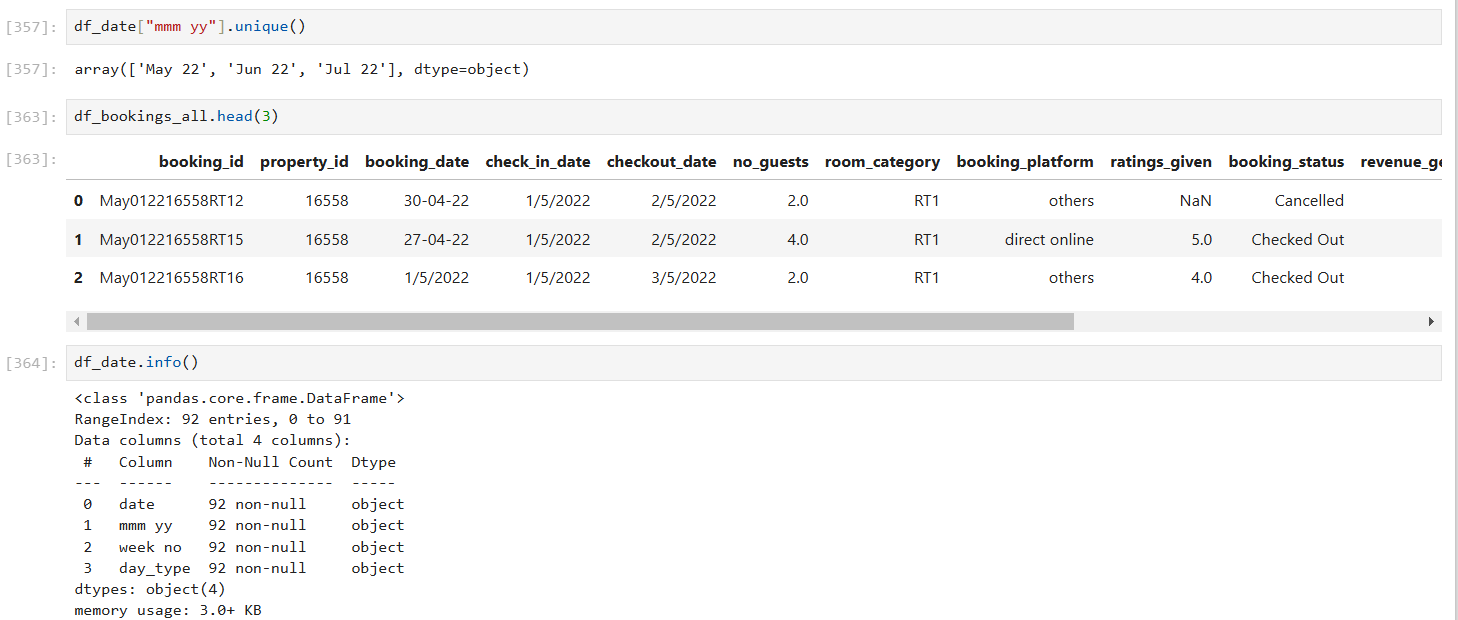 [357]: df_date["mmm yy"].unique()
[357]: array(['May 22', 'Jun 22', 'Jul 22'], dtype=object)
[363]: df_bookings_all.head(3)
[363]: booking_id property_id booking_date check_in_date checkout_date no_guests room_category booking_platform ratings_given booking_status revenue_ge
0 May012216558RT12 16558 30-04-22 1/5/2022 2/5/2022 2.0 RT1 others NaN Cancelled
1 May012216558RT15 16558 27-04-22 1/5/2022 2/5/2022 4.0 RT1 direct online 5.0 Checked Out
2 May012216558RT16 16558 1/5/2022 1/5/2022 3/5/2022 2.0 RT1 others 4.0 Checked Out
[364]: df_date.info()
<class 'pandas.core.frame.DataFrame'>
RangeIndex: 92 entries, 0 to 91
Data columns (total 4 columns):
# Column Non-Null Count Dtype
--- ------ -------------- -----
0 date 92 non-null object
1 mmm yy 92 non-null object
2 week no 92 non-null object
3 day_type 92 non-null object
dtypes: object(4)
memory usage: 3.0+ KB